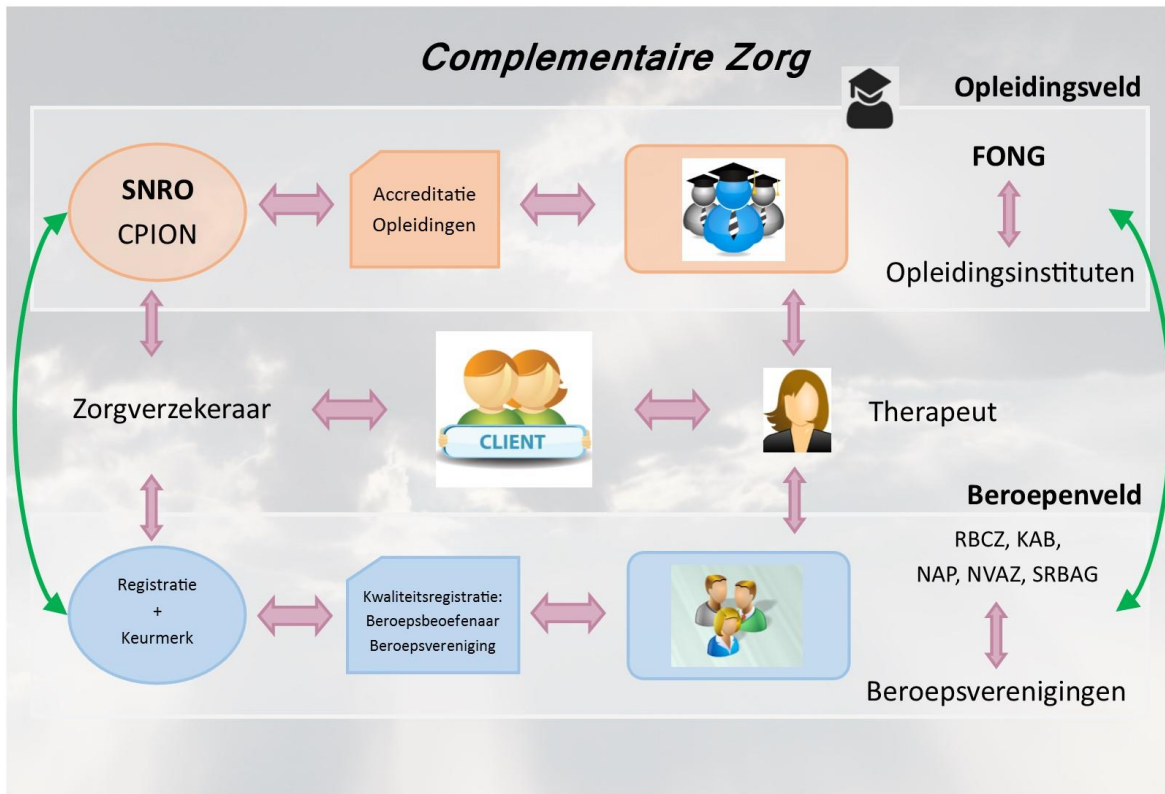 Complementaire Zorg
Opleidingsveld
SNRO
CPION
Accreditatie
Opleidingen
FONG
Opleidingsinstituten
Zorgverzekeraar
CLIENT
Therapeut
Beroepenveld
RBCZ, KAB,
NAP, NVAZ, SRBAG
Registratie
+
Keurmerk
Kwaliteitsregistratie:
Beroepsbeoefenaar
Beroepsvereniging
Beroepsverenigingen